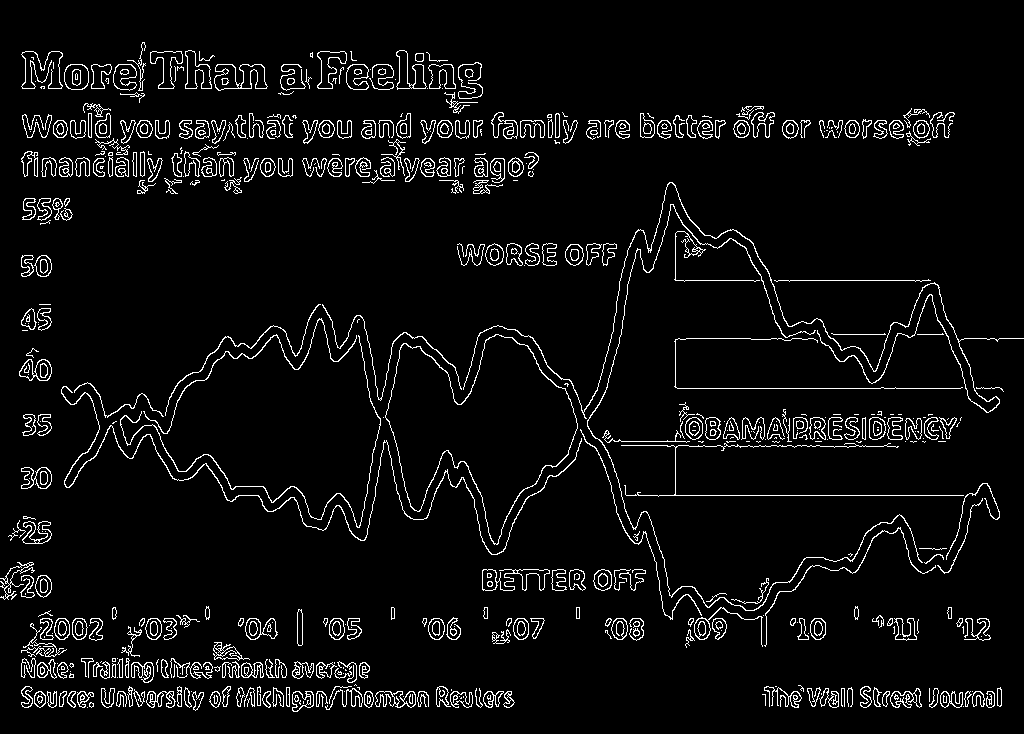 More Than a Feeling
Would you say that you and your family are better off or worse off
financially than you were a year ago?
55%
WORSE OFF
50
45
40
35
OBAMA PRESIDENCY
30
25
20
BETTER OFF
2002 '03 '04 '05 '06 '07 '08 '09 '10 '11 '12
Note: Trailing three-month average
Source: University of Michigan/Thomson Reuters
The Wall Street Journal